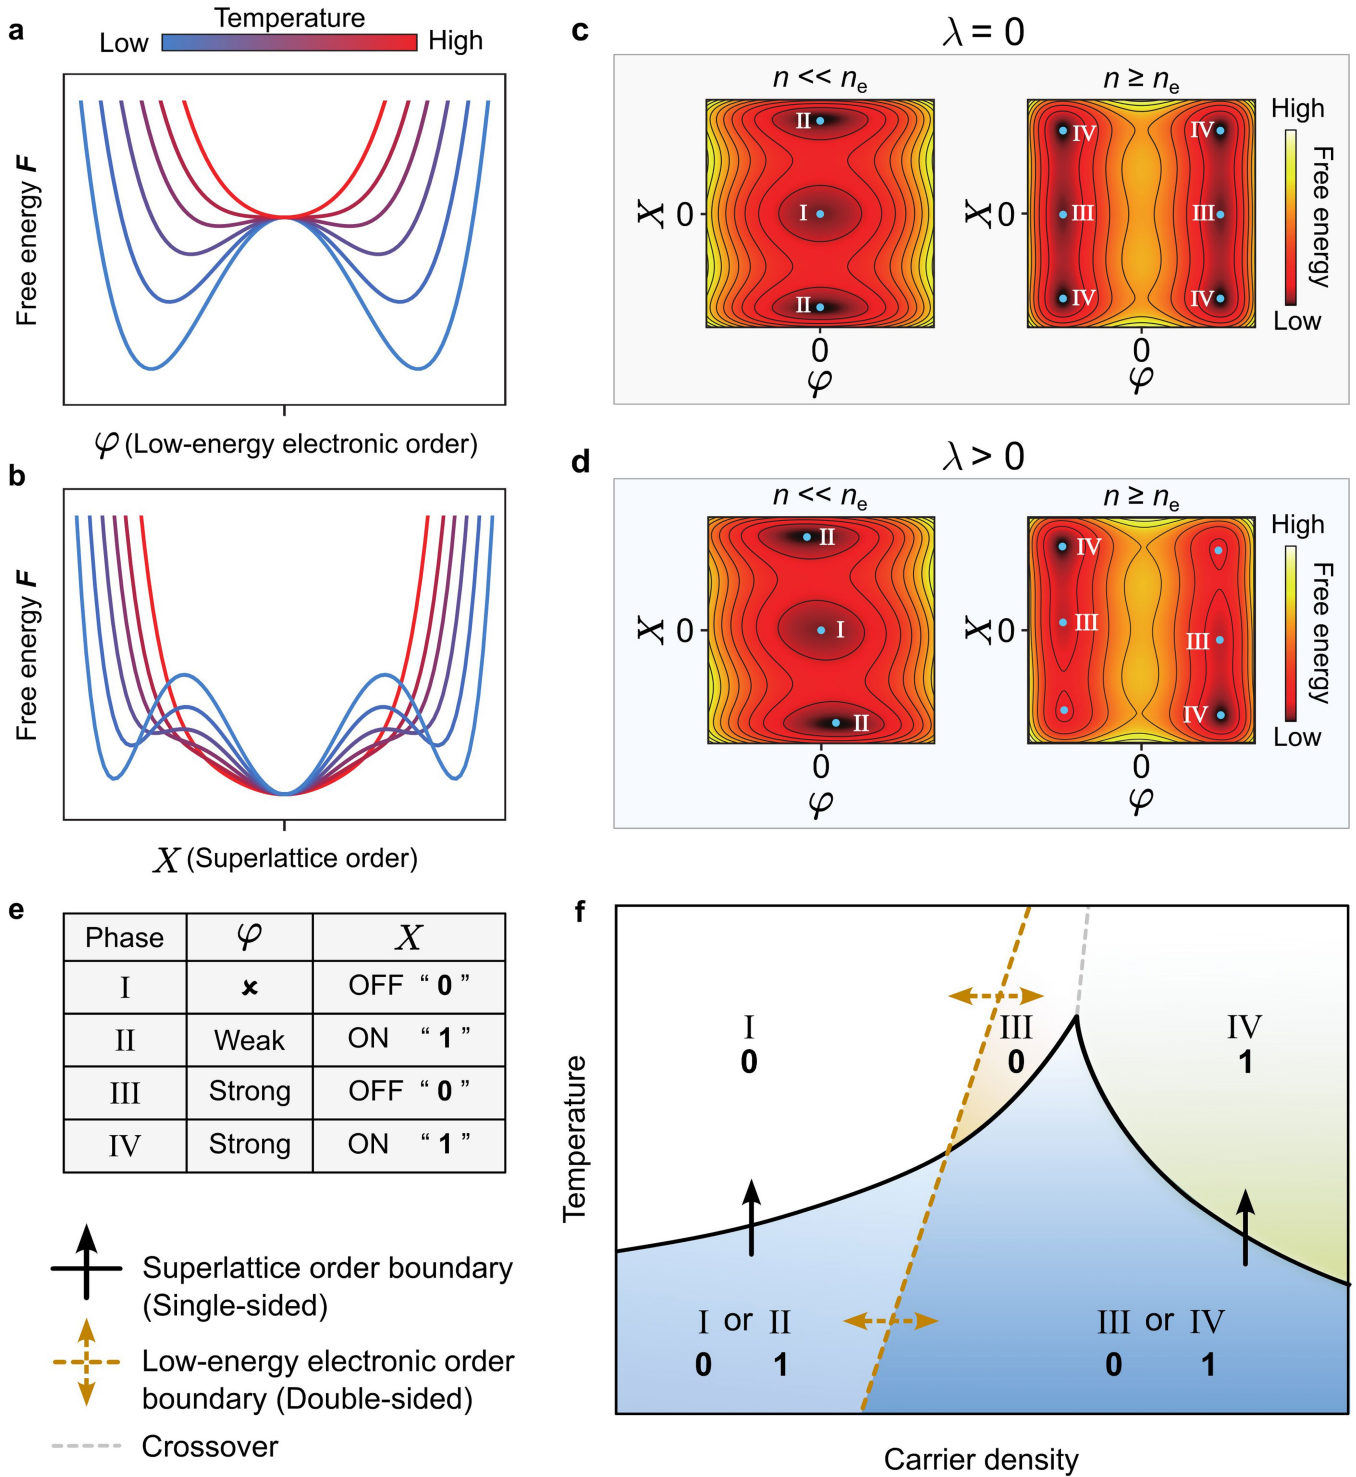 a
Temperature
Low High
Free energy F
φ (Low-energy electronic order)
b
Free energy F
X (Superlattice order)
c
λ = 0
n << nₑ
n ≥ nₑ
II
I
II
X 0
0
φ
IV IV
III III
IV IV
X 0
0
φ
High
Free energy
Low
d
λ > 0
n << nₑ
n ≥ nₑ
II
I
II
X 0
0
φ
IV
III
III
IV
X 0
0
φ
High
Free energy
Low
e
Phase φ X
I ✘ OFF “ 0 ”
II Weak ON “ 1 ”
III Strong OFF “ 0 ”
IV Strong ON “ 1 ”
Superlattice order boundary
(Single-sided)
Low-energy electronic order
boundary (Double-sided)
Crossover
f
Temperature
I III IV
0 0 1
I or II III or IV
0 1 0 1
Carrier density